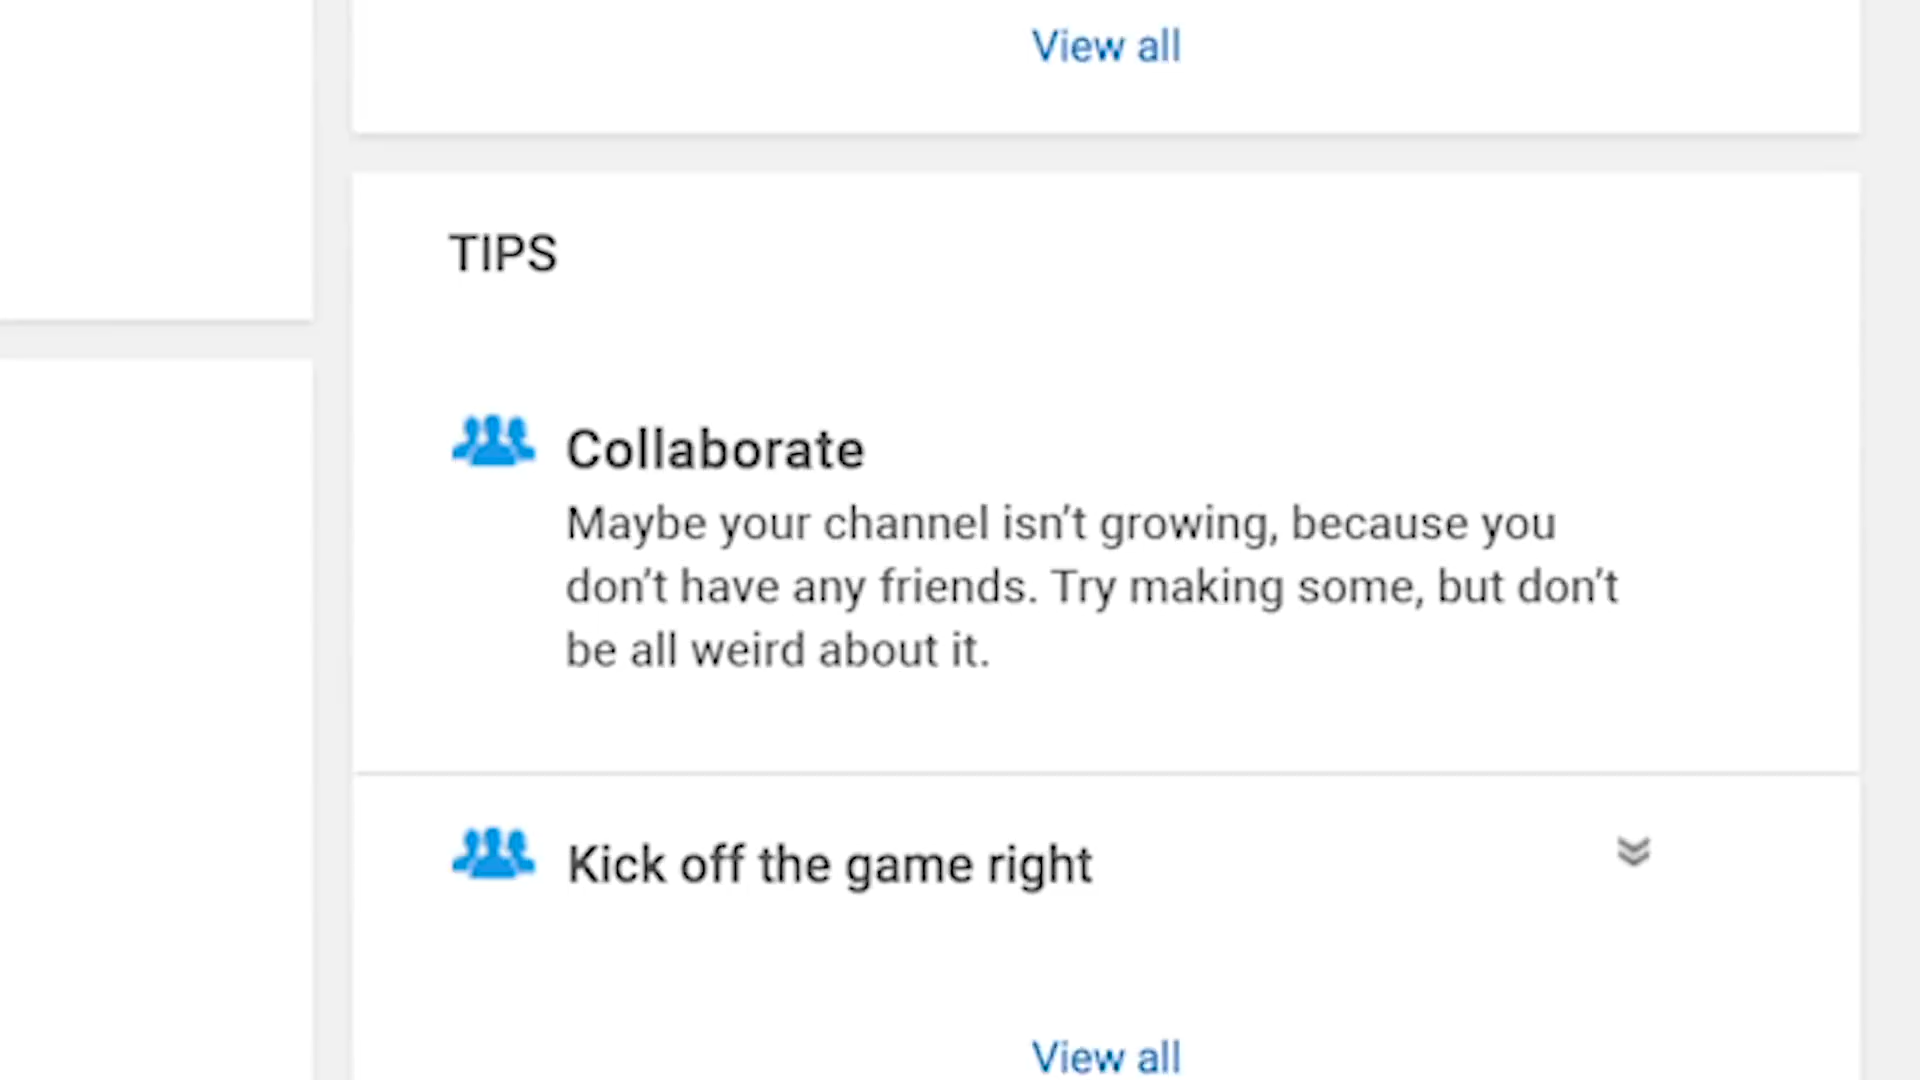 View all
TIPS
Collaborate
Maybe your channel isn’t growing, because you
don’t have any friends. Try making some, but don’t
be all weird about it.
Kick off the game right
View all